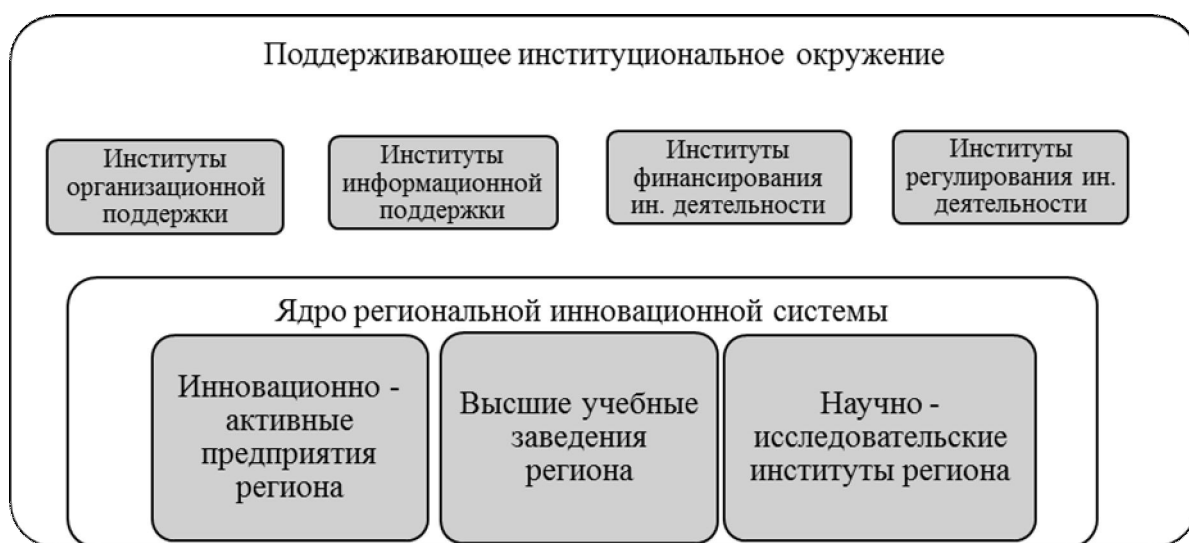 Поддерживающее институциональное окружение
Институты
организационной
поддержки
Институты
информационной
поддержки
Институты
финансирования
ин. деятельности
Институты
регулирования ин.
деятельности
Ядро региональной инновационной системы
Инновационно -
активные
предприятия
региона
Высшие учебные
заведения
региона
Научно -
исследовательские
институты региона